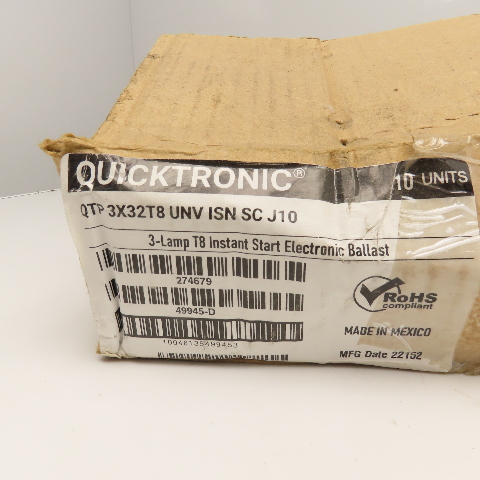 QUICKTRONIC® 10 UNITS
QTP 3X32T8 UNV ISN SC J10
3-Lamp T8 Instant Start Electronic Ballast
274679
49945-D
RoHS
compliant
MADE IN MEXICO
MFG Date 22152